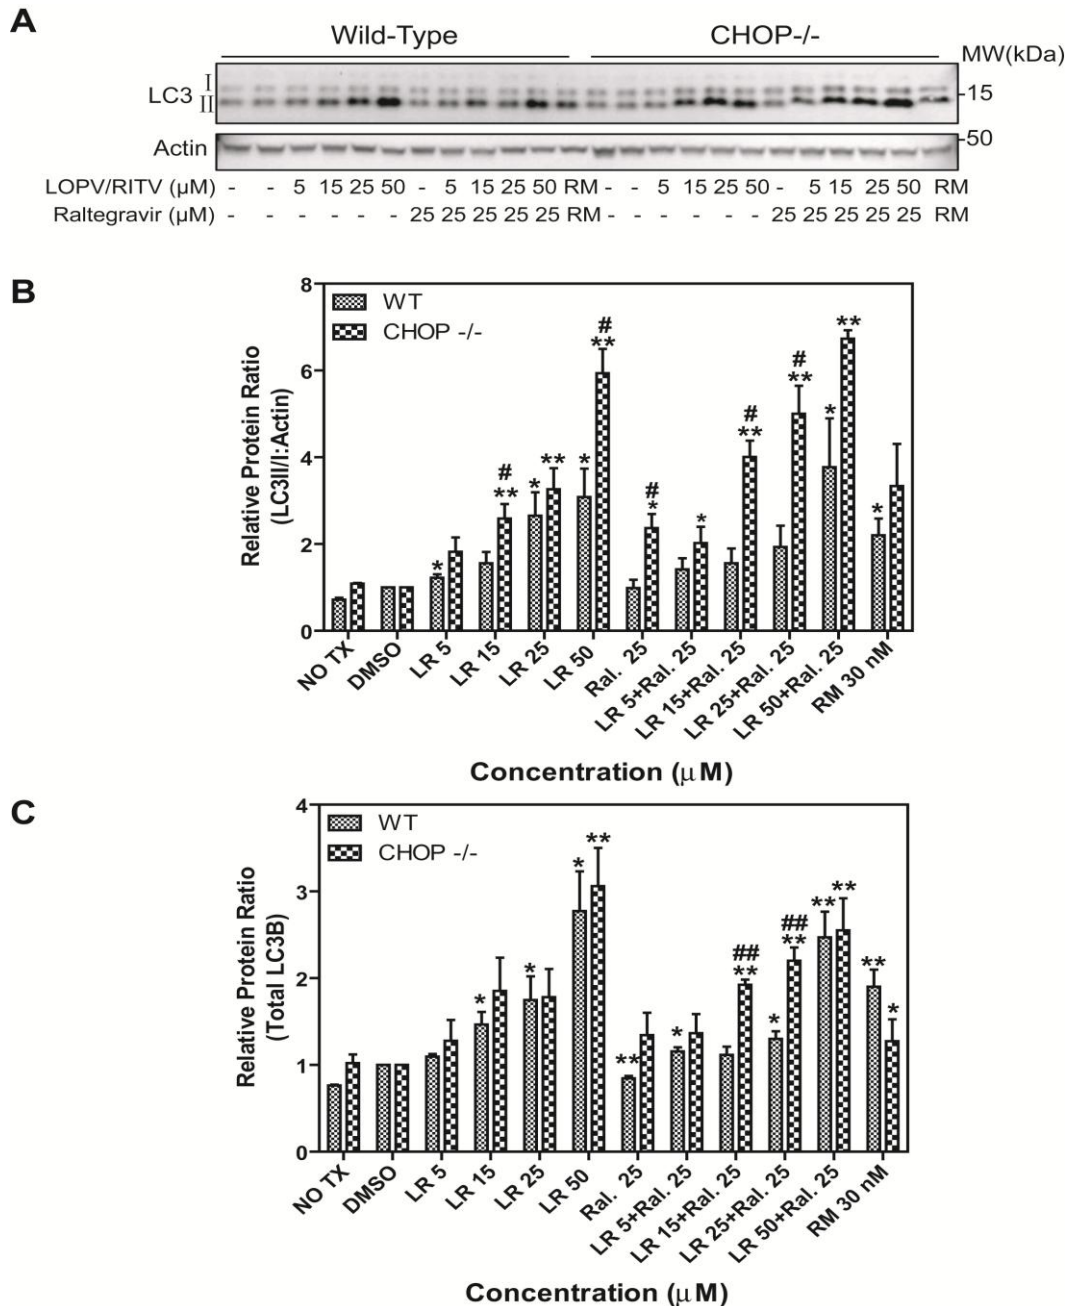 A
Wild-Type CHOP-/-
MW(kDa)
I
LC3 II
15
Actin
50
LOPV/RITV (μM) - - 5 15 25 50 - 5 15 25 50 RM - - 5 15 25 50 - 5 15 25 50 RM
Raltegravir (μM) - - - - - - 25 25 25 25 25 RM - - - - - - 25 25 25 25 25 RM
B
WT
CHOP -/-
Relative Protein Ratio
(LC3II/I:Actin)
8
6
4
2
0
# ** # ** # ** # ** **
* * ** * # * * * *
NO TX
DMSO
LR 5
LR 15
LR 25
LR 50
Ral. 25
LR 5+Ral. 25
LR 15+Ral. 25
LR 25+Ral. 25
LR 50+Ral. 25
RM 30 nM
Concentration (μM)
C
WT
CHOP -/-
Relative Protein Ratio
(Total LC3B)
4
3
2
1
0
* * * ** ** * ## ** * ## ** ** ** ** *
NO TX
DMSO
LR 5
LR 15
LR 25
LR 50
Ral. 25
LR 5+Ral. 25
LR 15+Ral. 25
LR 25+Ral. 25
LR 50+Ral. 25
RM 30 nM
Concentration (μM)